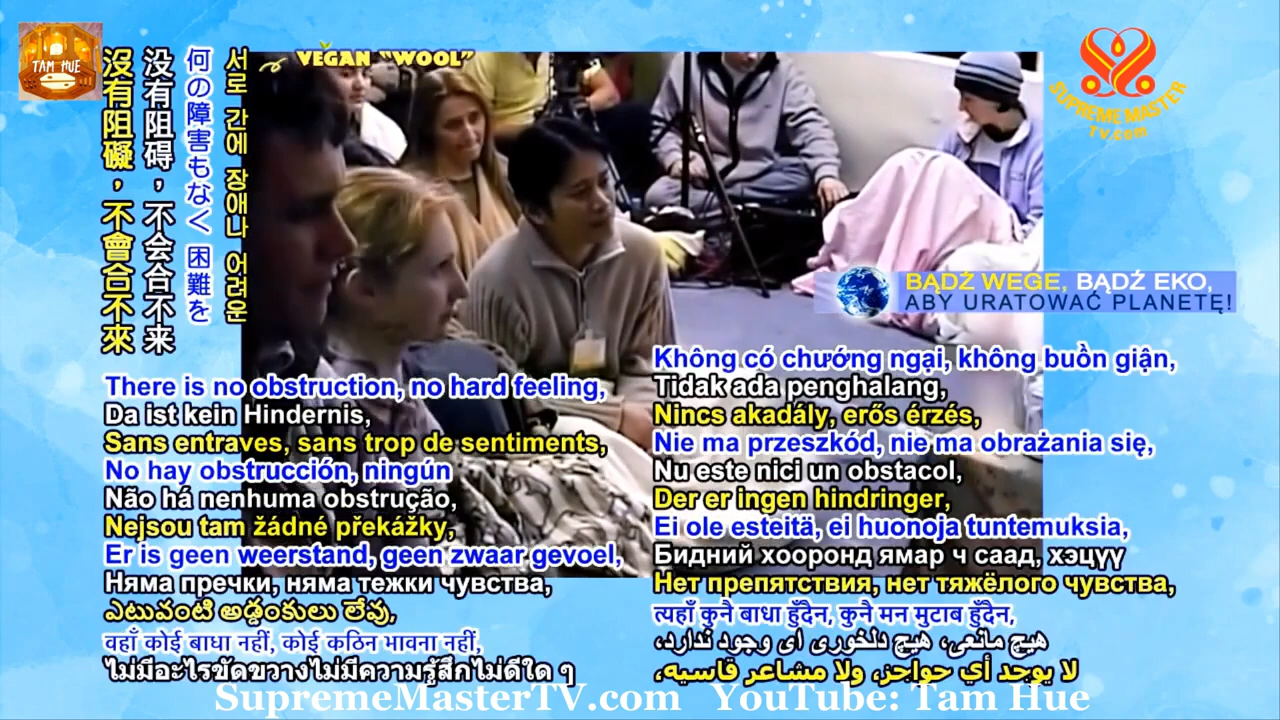 TAM HUE
VEGAN “WOOL”
SUPREME MASTER
TV.com
沒有阻礙，不會合不來
没有阻碍，不会合不来
何の障害もなく 困難を
서로 간에 장애나 어려운
BĄDŹ WEGE, BĄDŹ EKO,
ABY URATOWAĆ PLANETĘ!
There is no obstruction, no hard feeling,
Da ist kein Hindernis,
Sans entraves, sans trop de sentiments,
No hay obstrucción, ningún
Não há nenhuma obstrução,
Nejsou tam žádné překážky,
Er is geen weerstand, geen zwaar gevoel,
Няма пречки, няма тежки чувства,
ఎటువంటి అడ్డంకులు లేవు,
वहाँ कोई बाधा नहीं, कोई कठिन भावना नहीं,
ไม่มีอะไรขัดขวางไม่มีความรู้สึกไม่ดีใด ๆ
Không có chướng ngại, không buồn giận,
Tidak ada penghalang,
Nincs akadály, erős érzés,
Nie ma przeszkód, nie ma obrażania się,
Nu este nici un obstacol,
Der er ingen hindringer,
Ei ole esteitä, ei huonoja tuntemuksia,
Бидний хооронд ямар ч саад, хэцүү
Нет препятствия, нет тяжёлого чувства,
त्यहाँ कुनै बाधा हुँदैन, कुनै मन मुटाब हुँदैन,
هیچ مانعی، هیچ دلخوری ای وجود ندارد،
لا يوجد أي حواجز، ولا مشاعر قاسيه،
SupremeMasterTV.com YouTube: Tam Hue